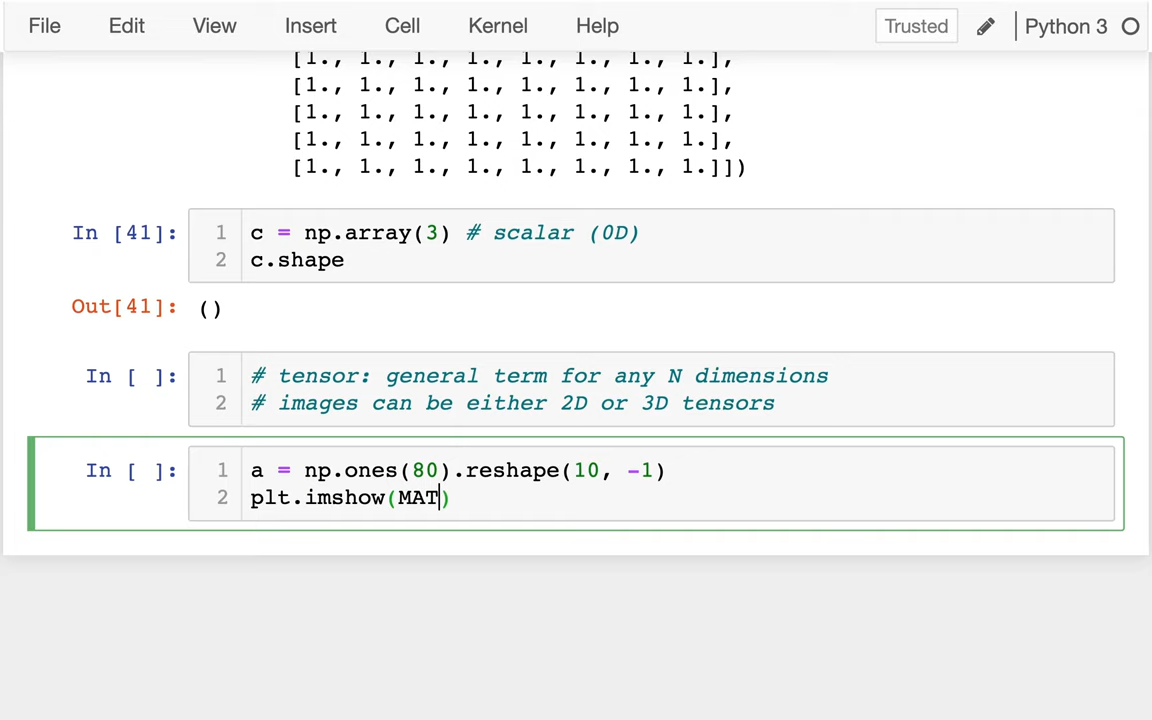 File Edit View Insert Cell Kernel Help Trusted Python 3
[1., 1., 1., 1., 1., 1., 1., 1.],
[1., 1., 1., 1., 1., 1., 1., 1.],
[1., 1., 1., 1., 1., 1., 1., 1.],
[1., 1., 1., 1., 1., 1., 1., 1.],
[1., 1., 1., 1., 1., 1., 1., 1.]])
In [41]: 1 c = np.array(3) # scalar (0D)
2 c.shape
Out[41]: ()
In [ ]: 1 # tensor: general term for any N dimensions
2 # images can be either 2D or 3D tensors
In [ ]: 1 a = np.ones(80).reshape(10, -1)
2 plt.imshow(MAT)